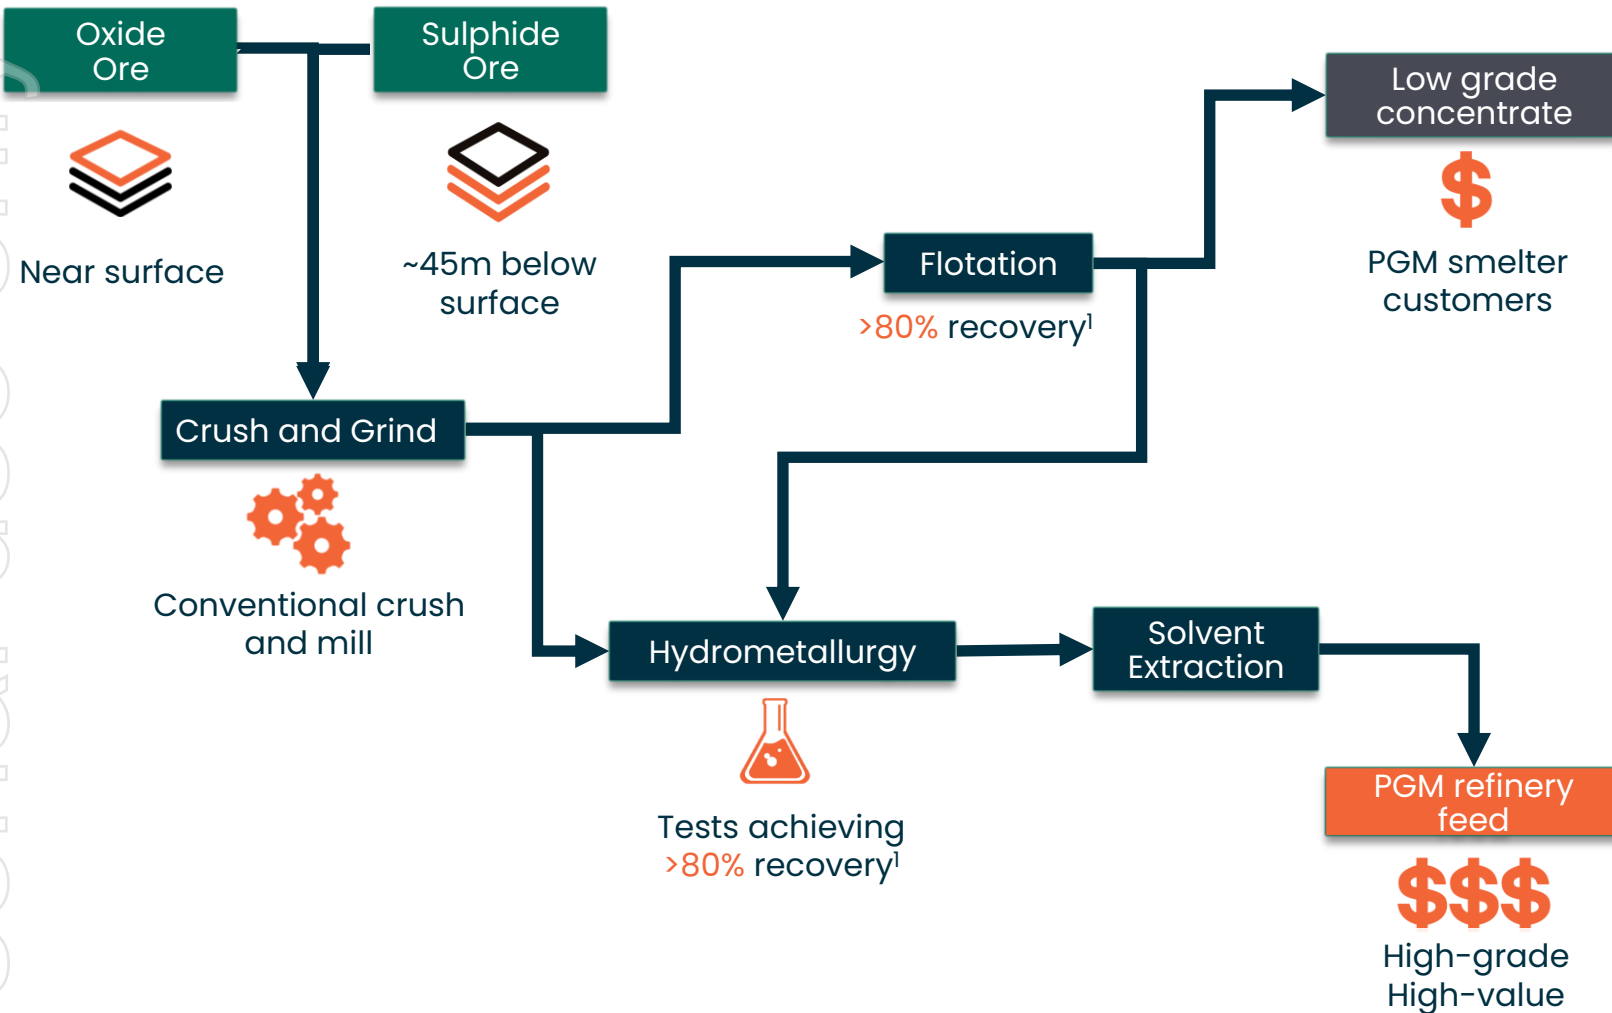 Oxide
Ore
Sulphide
Ore
Near surface
~45m below
surface
Crush and Grind
Conventional crush
and mill
Flotation
>80% recovery¹
Low grade
concentrate
$
PGM smelter
customers
Hydrometallurgy
Tests achieving
>80% recovery¹
Solvent
Extraction
PGM refinery
feed
$$$
High-grade
High-value